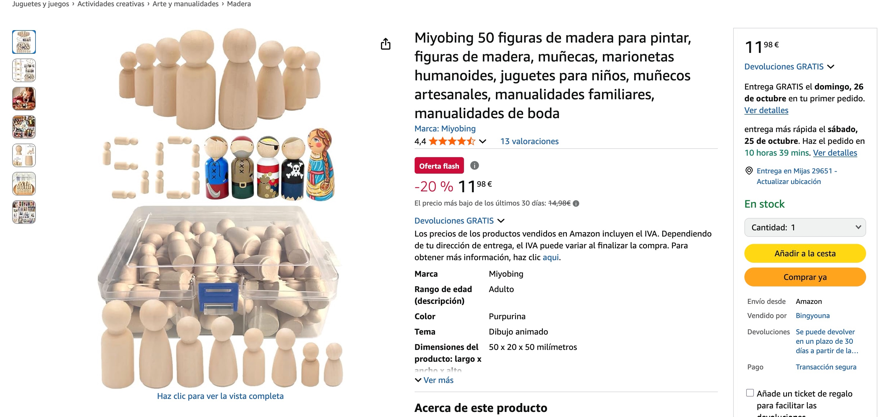 Juguetes y juegos › Actividades creativas › Arte y manualidades › Madera
Miyobing 50 figuras de madera para pintar,
figuras de madera, muñecas, marionetas
humanoides, juguetes para niños, muñecos
artesanales, manualidades familiares,
manualidades de boda
Marca: Miyobing
4,4 13 valoraciones
Oferta flash
-20 % 11,98 €
El precio más bajo de los últimos 30 días: 14,98€
Devoluciones GRATIS
Los precios de los productos vendidos en Amazon incluyen el IVA. Dependiendo
de tu dirección de entrega, el IVA puede variar al finalizar la compra. Para
obtener más información, haz clic aquí.
Marca Miyobing
Rango de edad Adulto
(descripción)
Color Purpurina
Tema Dibujo animado
Dimensiones del 50 x 20 x 50 milímetros
producto: largo x
ancho x alto
Ver más
Acerca de este producto
Haz clic para ver la vista completa
11,98 €
Devoluciones GRATIS
Entrega GRATIS el domingo, 26
de octubre en tu primer pedido.
Ver detalles
entrega más rápida el sábado,
25 de octubre. Haz el pedido en
10 horas 39 mins. Ver detalles
Entrega en Mijas 29651 -
Actualizar ubicación
En stock
Cantidad: 1
Añadir a la cesta
Comprar ya
Envío desde Amazon
Vendido por Bingyouna
Devoluciones Se puede devolver
en un plazo de 30
días a partir de la...
Pago Transacción segura
Añade un ticket de regalo
para facilitar las
devoluciones